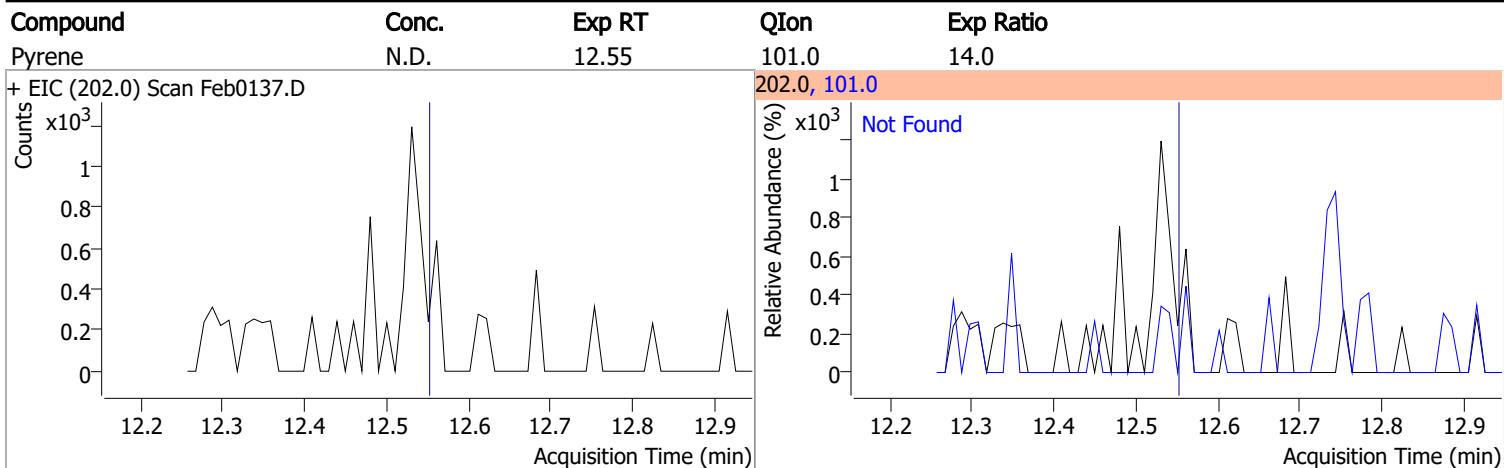 Compound Conc. Exp RT QIon Exp Ratio
Pyrene N.D. 12.55 101.0 14.0
+ EIC (202.0) Scan Feb0137.D
Counts
x10³
1
0.8
0.6
0.4
0.2
0
12.2 12.3 12.4 12.5 12.6 12.7 12.8 12.9
Acquisition Time (min)
202.0, 101.0
Relative Abundance (%)
x10³
Not Found
1
0.8
0.6
0.4
0.2
0
12.2 12.3 12.4 12.5 12.6 12.7 12.8 12.9
Acquisition Time (min)